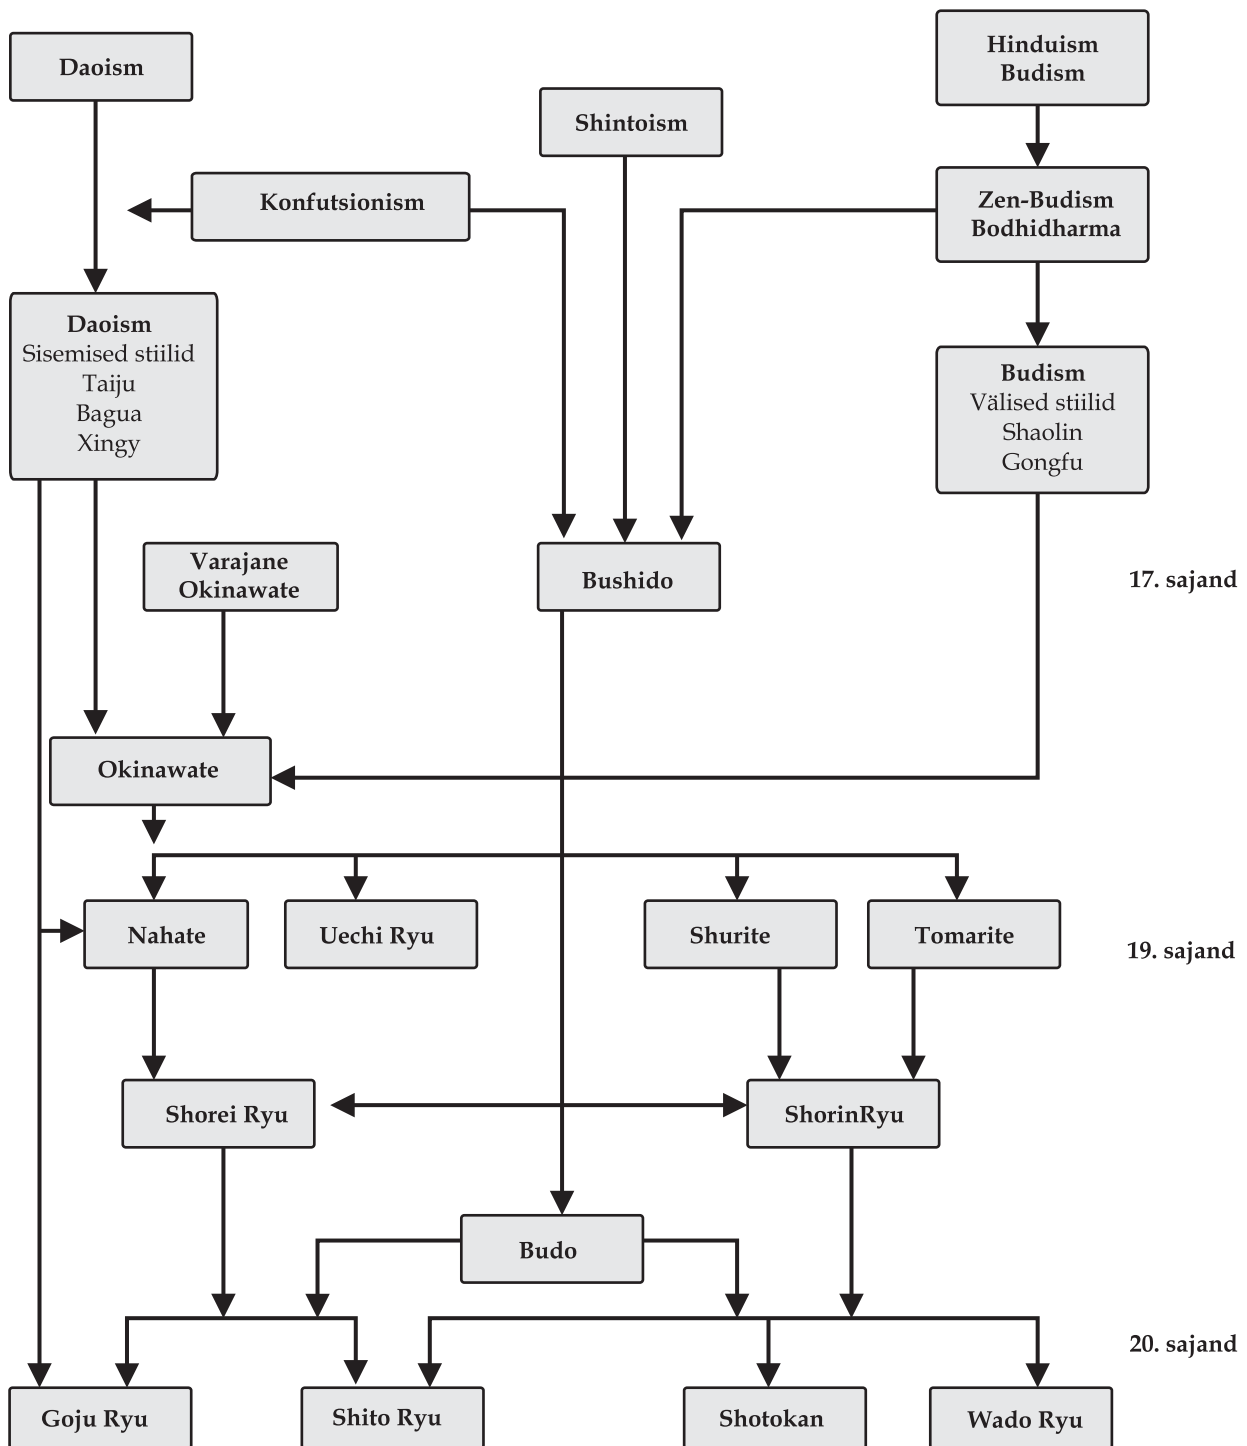 Daoism
Hinduism
Budism
Shintoism
Konfutsionism
Zen-Budism
Bodhidharma
Daoism
Sisemised stiilid
Taiju
Bagua
Xingy
Budism
Välised stiilid
Shaolin
Gongfu
Varajane
Okinawate
Bushido
17. sajand
Okinawate
Nahate
Uechi Ryu
Shurite
Tomarite
19. sajand
Shorei Ryu
ShorinRyu
Budo
20. sajand
Goju Ryu
Shito Ryu
Shotokan
Wado Ryu